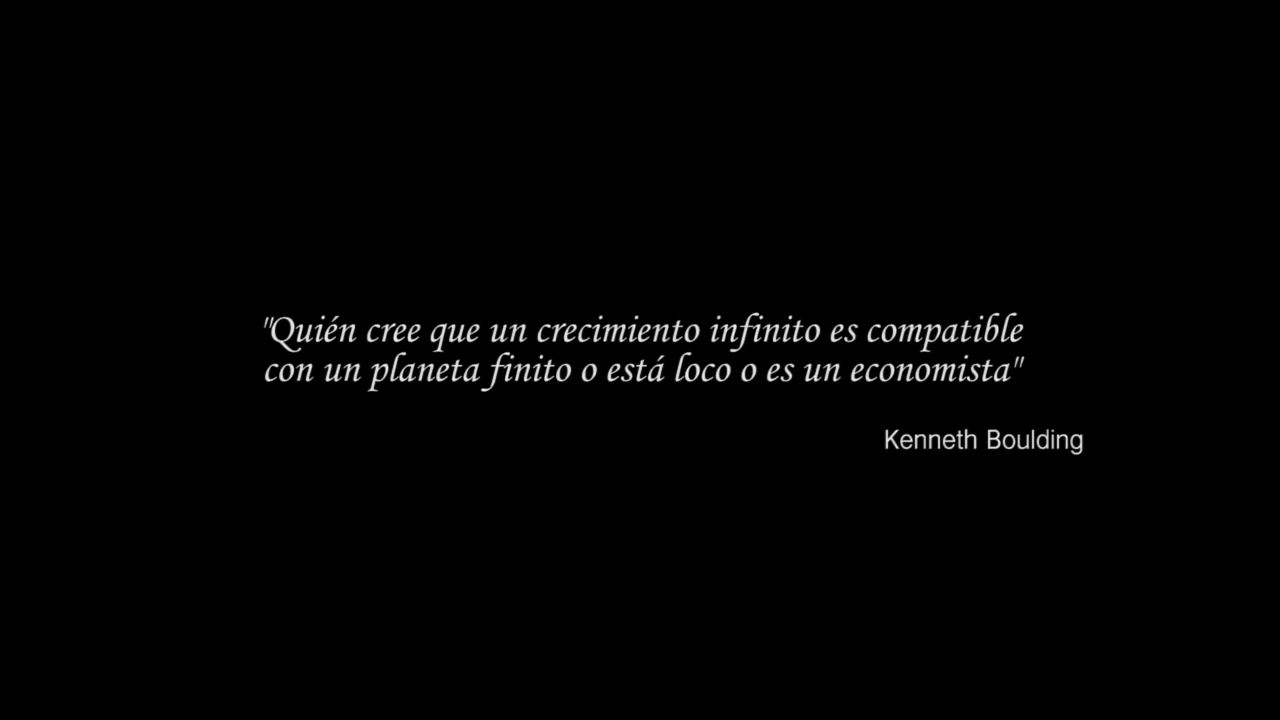 "Quién cree que un crecimiento infinito es compatible
con un planeta finito o está loco o es un economista"
Kenneth Boulding